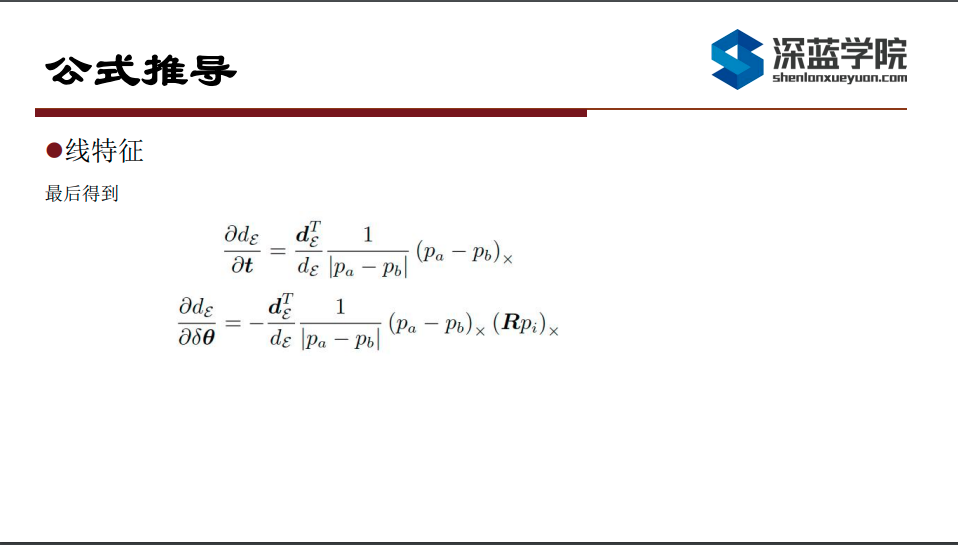 公式推导
深蓝学院
shenlanxueyuan.com
●线特征
最后得到
$\frac{\partial d_{\mathcal{E}}}{\partial \boldsymbol{t}} = \frac{\boldsymbol{d}_{\mathcal{E}}^T}{d_{\mathcal{E}}} \frac{1}{|p_a - p_b|} (p_a - p_b)_\times$
$\frac{\partial d_{\mathcal{E}}}{\partial \delta\boldsymbol{\theta}} = -\frac{\boldsymbol{d}_{\mathcal{E}}^T}{d_{\mathcal{E}}} \frac{1}{|p_a - p_b|} (p_a - p_b)_\times (\boldsymbol{R}p_i)_\times$